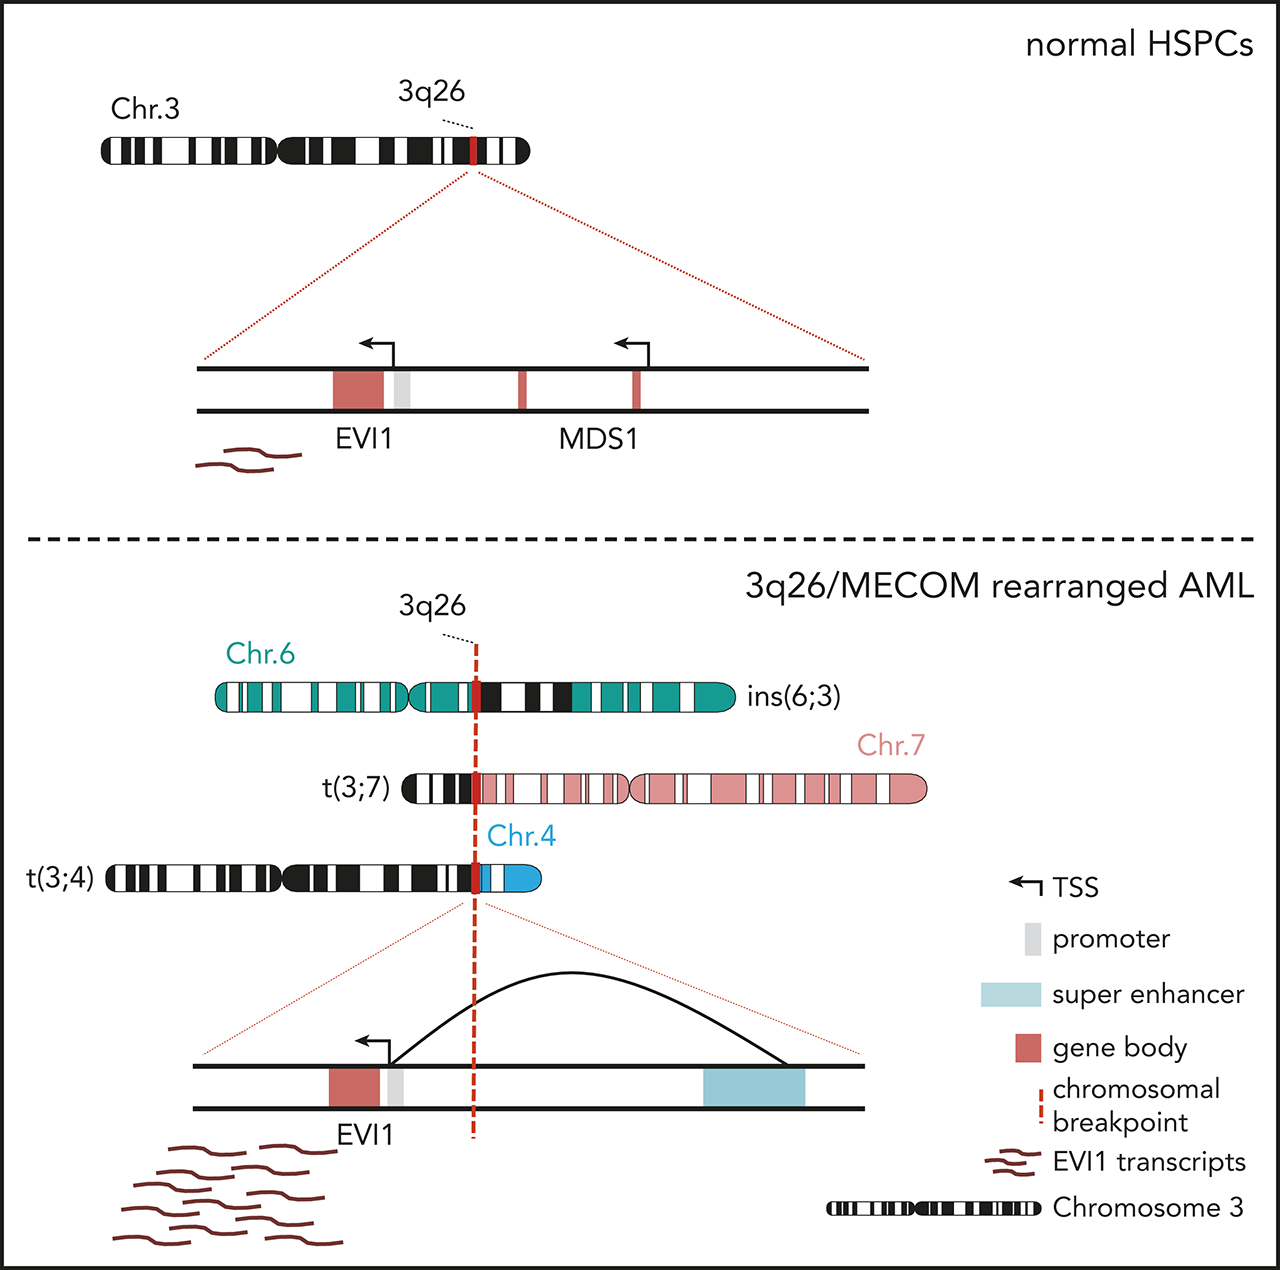 normal HSPCs
3q26
Chr.3
EVI1
MDS1
3q26/MECOM rearranged AML
3q26
Chr.6
ins(6;3)
Chr.7
t(3;7)
Chr.4
t(3;4)
TSS
promoter
super enhancer
gene body
chromosomal
breakpoint
EVI1
EVI1 transcripts
Chromosome 3